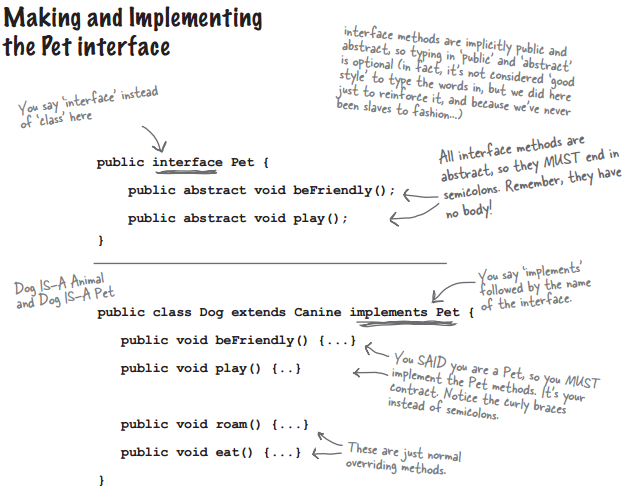 Making and Implementing
the Pet interface
interface methods are implicitly public and
abstract, so typing in 'public' and 'abstract'
is optional (in fact, it's not considered 'good
style' to type the words in, but we did here
just to reinforce it, and because we've never
been slaves to fashion...)
You say 'interface' instead
of 'class' here
All interface methods are
abstract, so they MUST end in
semicolons. Remember, they have
no body!
public interface Pet {
public abstract void beFriendly();
public abstract void play();
}
Dog IS-A Animal
and Dog IS-A Pet
You say 'implements'
followed by the name
of the interface.
public class Dog extends Canine implements Pet {
public void beFriendly() {...}
public void play() {..}
You SAID you are a Pet, so you MUST
implement the Pet methods. It's your
contract. Notice the curly braces
instead of semicolons.
public void roam() {...}
public void eat() {...}
These are just normal
overriding methods.
}